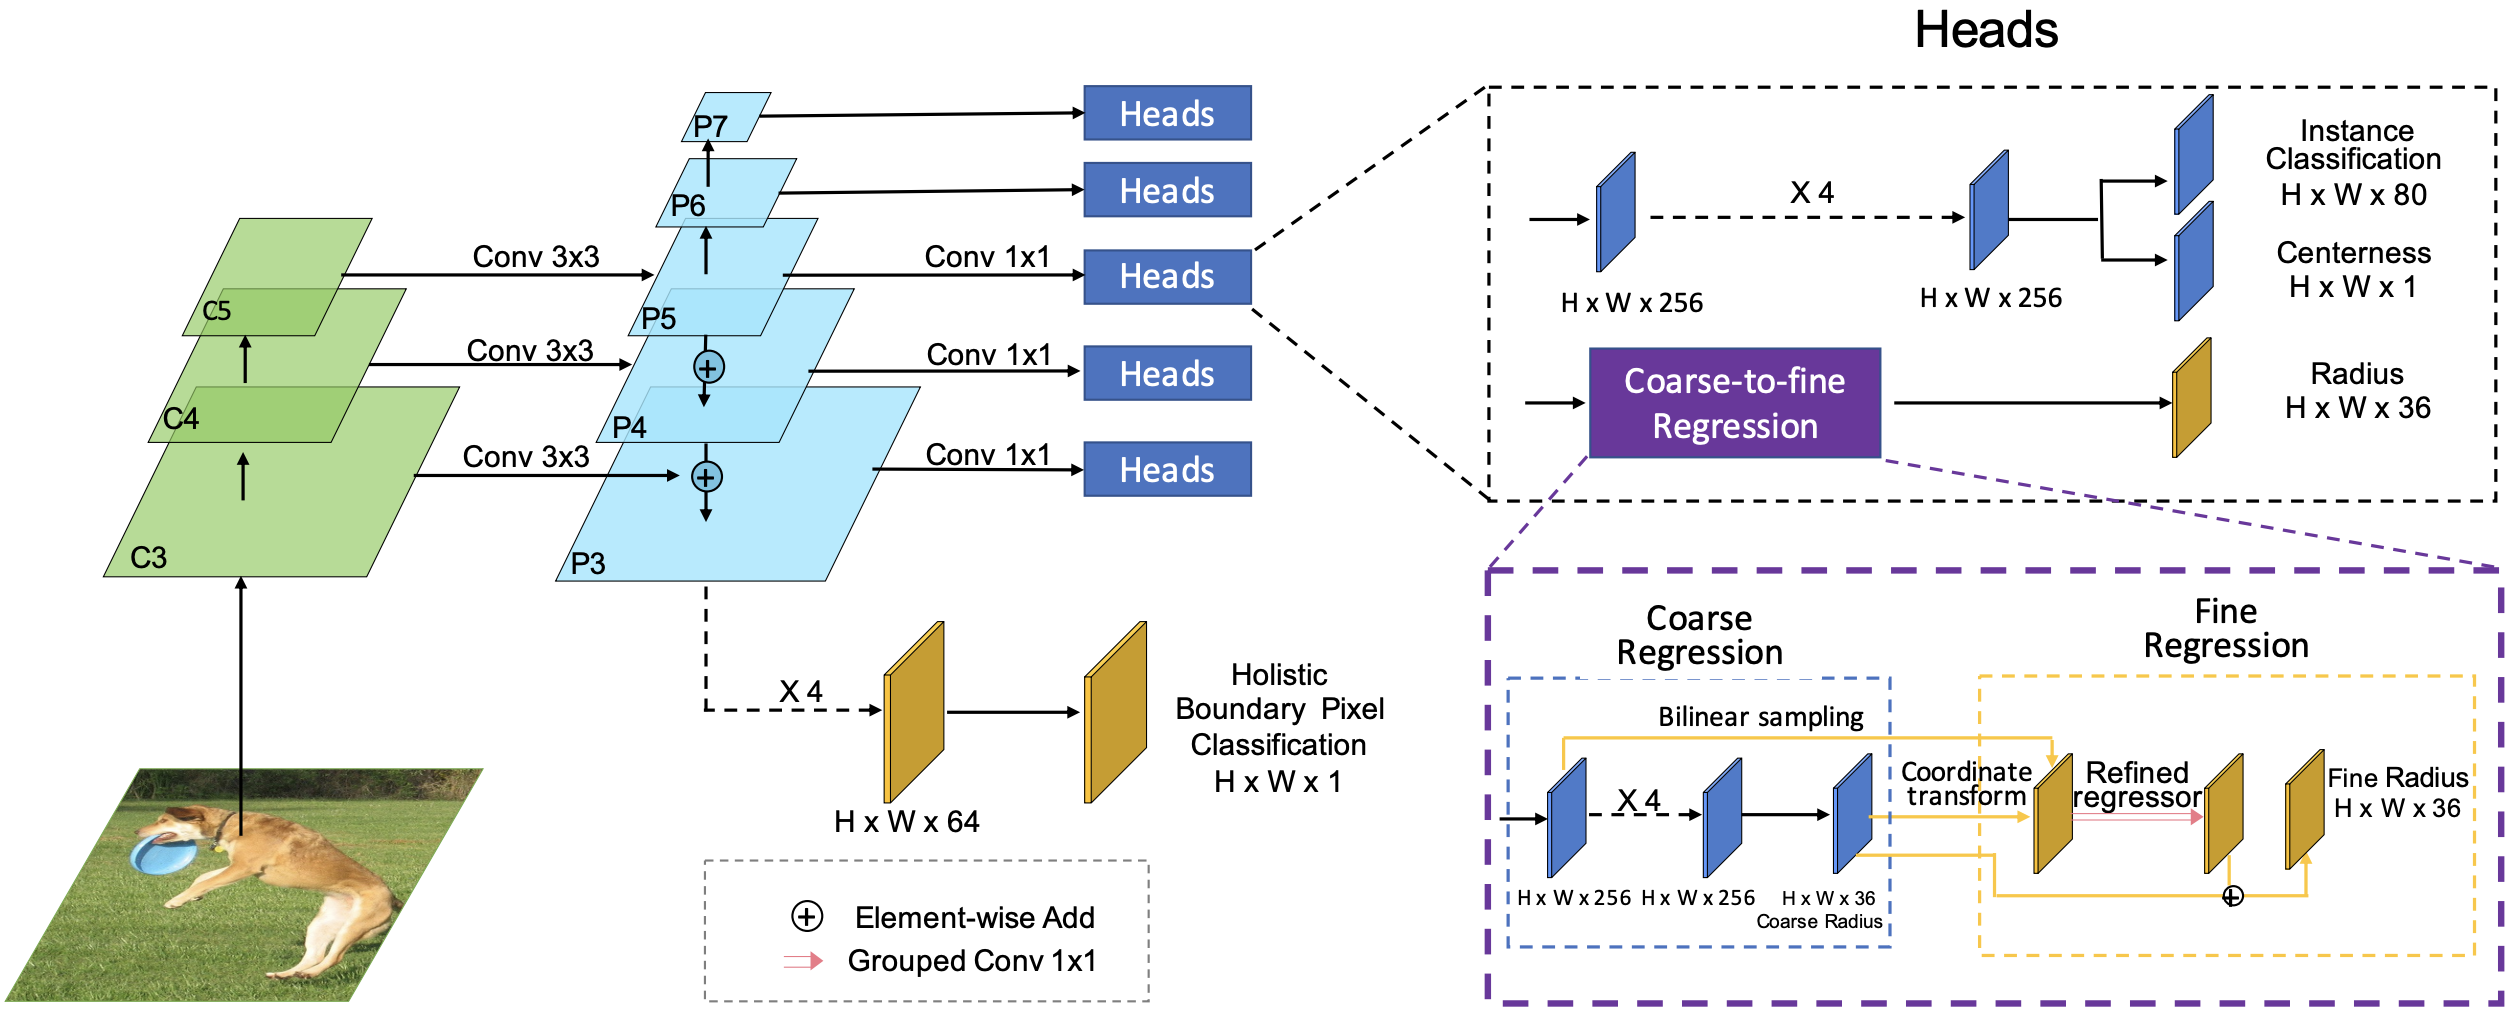 Heads
P7
Heads
P6
Heads
C5
Conv 3x3
P5
Conv 1x1
Heads
C4
Conv 3x3
P4
Conv 1x1
Heads
C3
Conv 3x3
P3
Conv 1x1
Heads
X 4
H x W x 64
Holistic
Boundary Pixel
Classification
H x W x 1
Element-wise Add
Grouped Conv 1x1
H x W x 256
X 4
H x W x 256
Instance
Classification
H x W x 80
Centerness
H x W x 1
Coarse-to-fine
Regression
Radius
H x W x 36
Coarse
Regression
Fine
Regression
Bilinear sampling
X 4
H x W x 256
H x W x 256
H x W x 36
Coarse Radius
Coordinate
transform
Refined
regressor
Fine Radius
H x W x 36